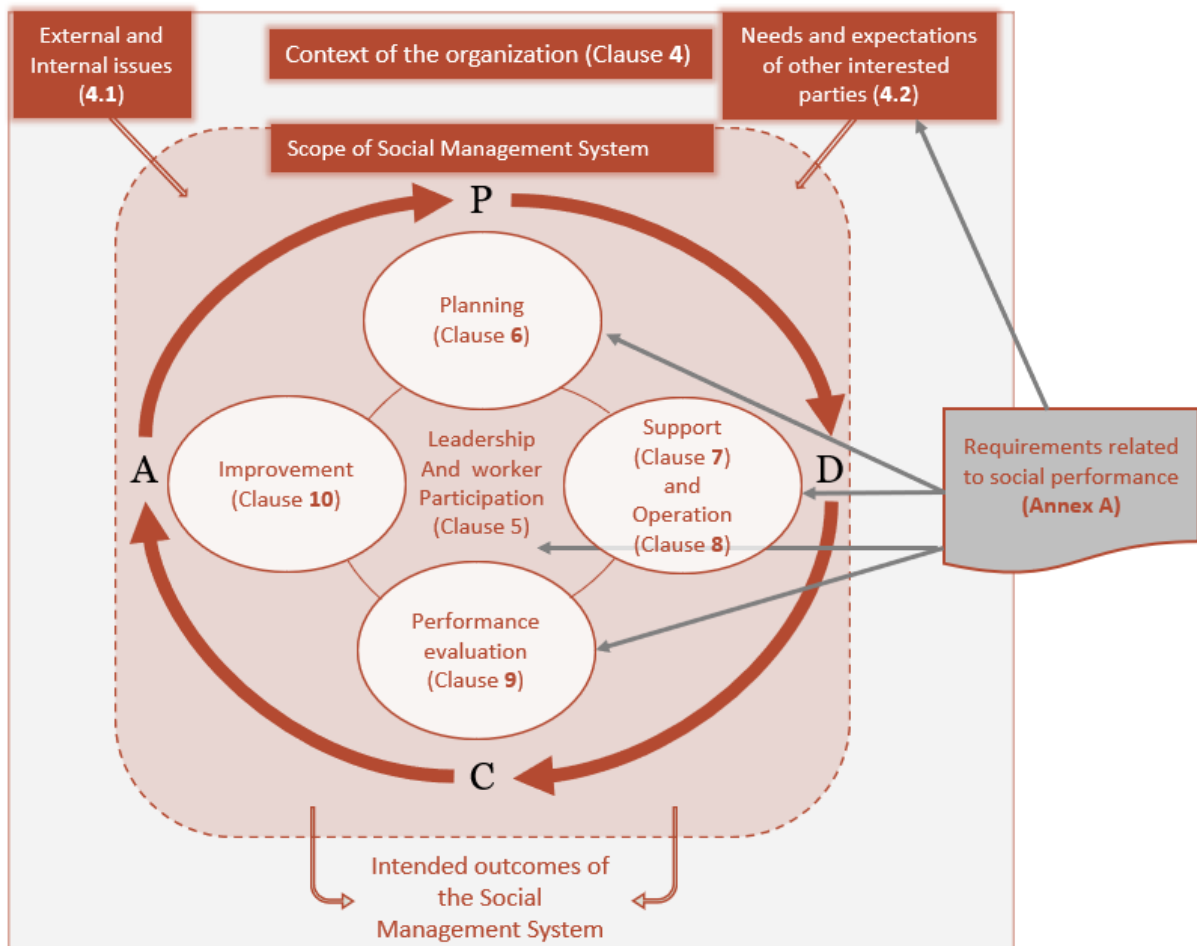 External and
Internal issues
(4.1)
Context of the organization (Clause 4)
Needs and expectations
of other interested
parties (4.2)
Scope of Social Management System
P
Planning
(Clause 6)
A
Improvement
(Clause 10)
Leadership
And worker
Participation
(Clause 5)
Support
(Clause 7)
and
Operation
(Clause 8)
D
Requirements related
to social performance
(Annex A)
Performance
evaluation
(Clause 9)
C
Intended outcomes of
the Social
Management System